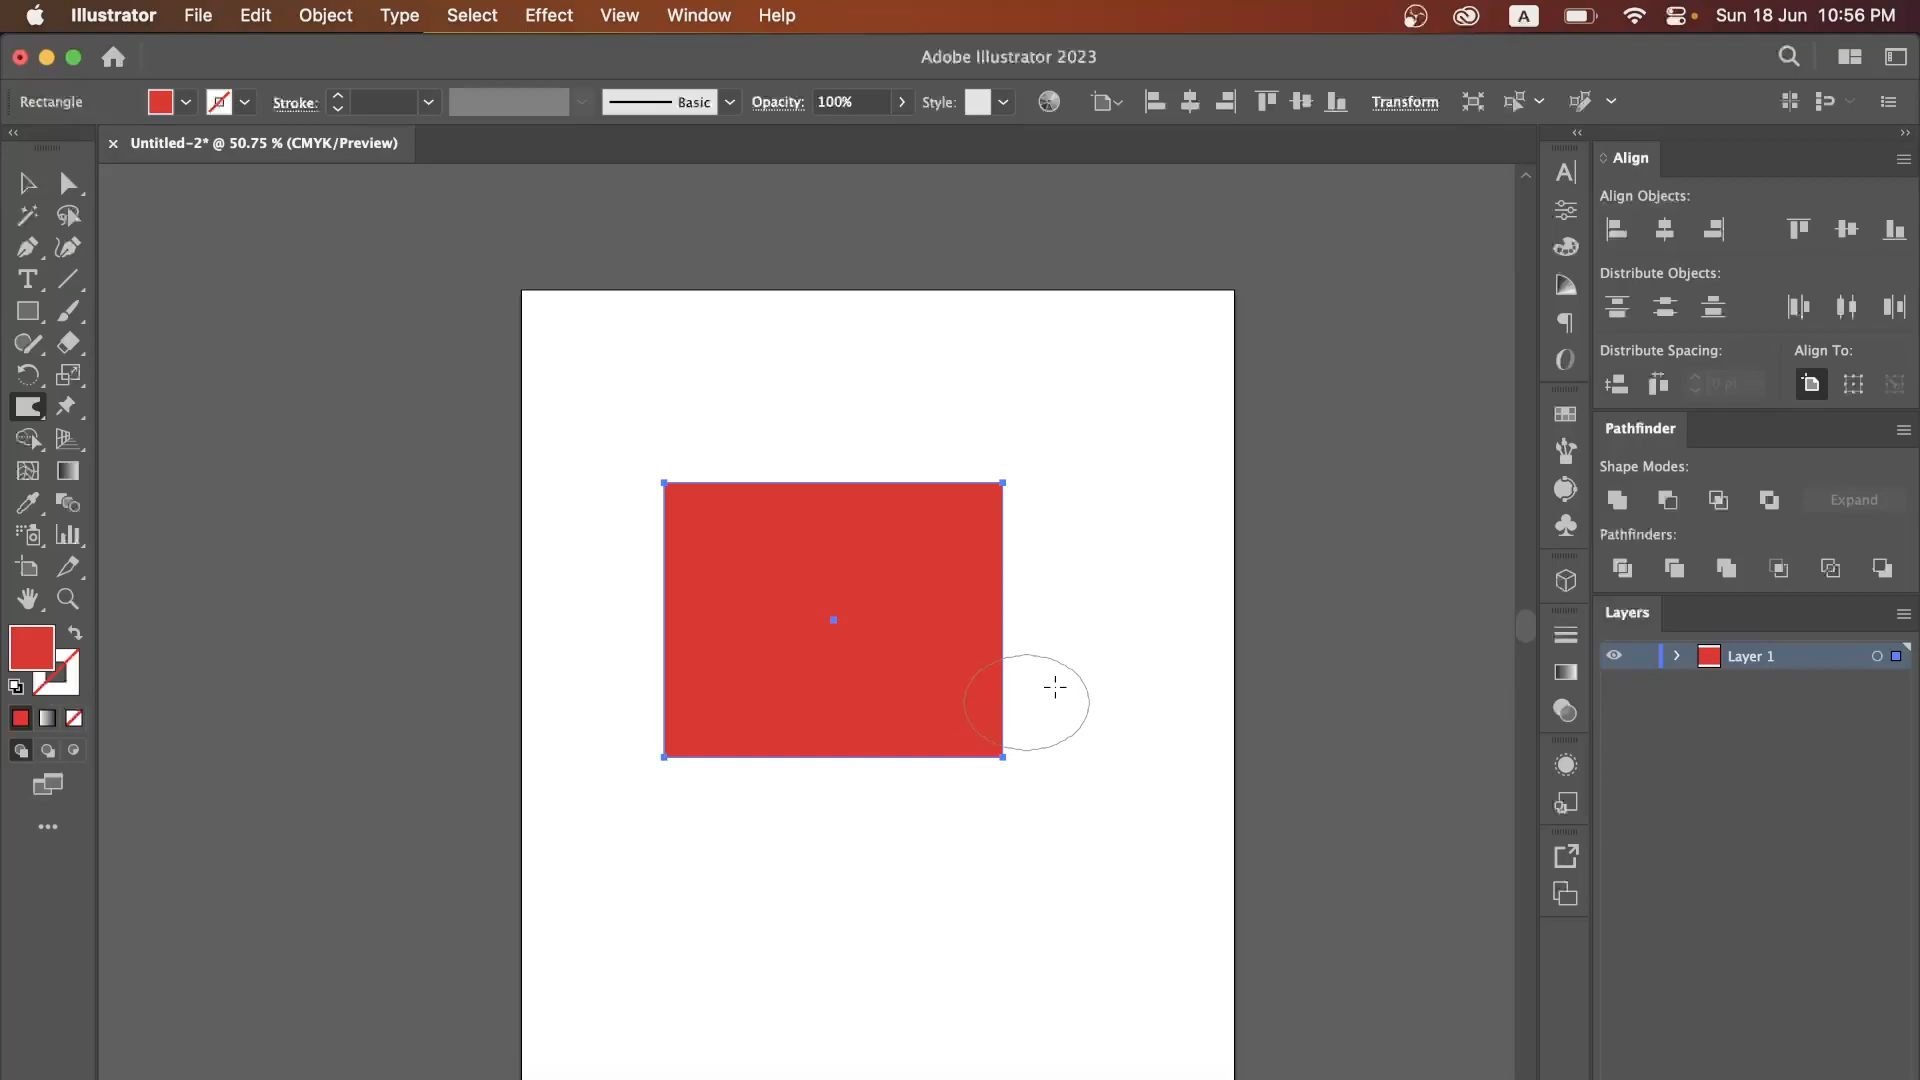 Illustrator File Edit Object Type Select Effect View Window Help A Sun 18 Jun 10:56 PM
Adobe Illustrator 2023
Rectangle Stroke: Basic Opacity: 100% Style: Transform
Untitled-2* @ 50.75 % (CMYK/Preview)
Align
Align Objects:
Distribute Objects:
Distribute Spacing: Align To:
0 pt
Pathfinder
Shape Modes:
Expand
Pathfinders:
Layers
Layer 1